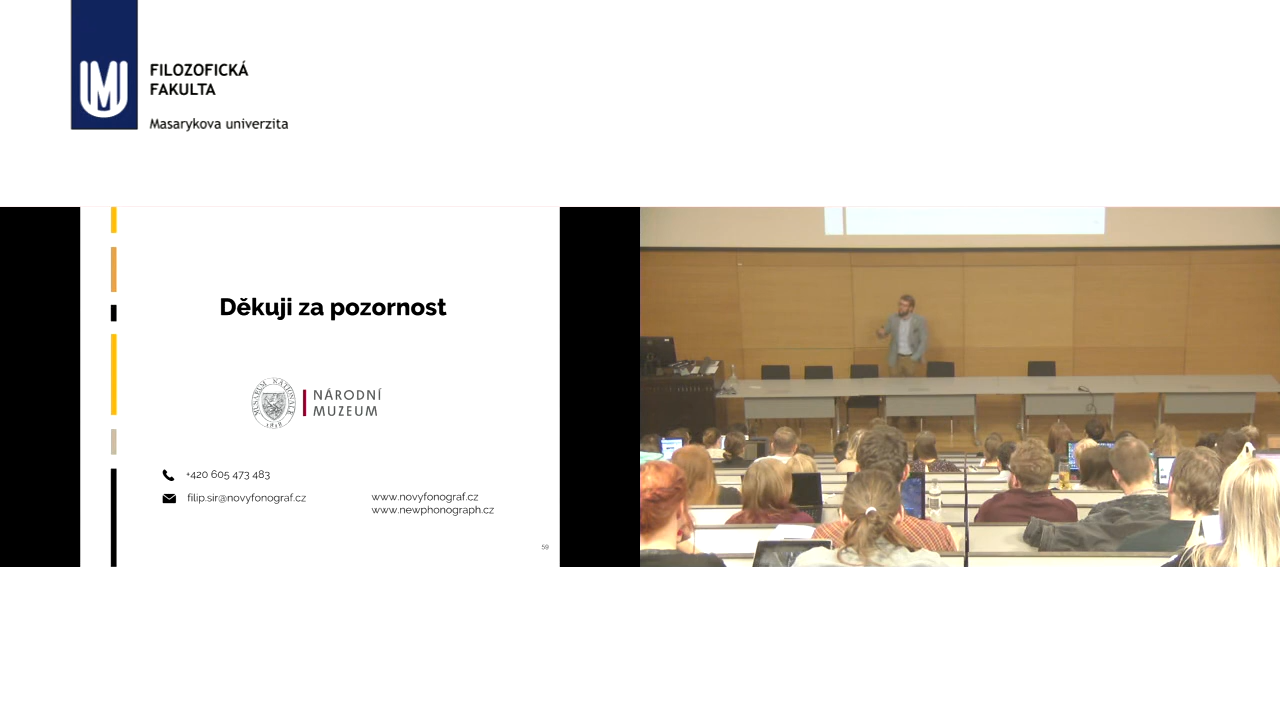 FILOZOFICKÁ
FAKULTA
Masarykova univerzita
Děkuji za pozornost
NÁRODNÍ
MUZEUM
+420 605 473 483
filip.sir@novyfonograf.cz
www.novyfonograf.cz
www.newphonograph.cz
59